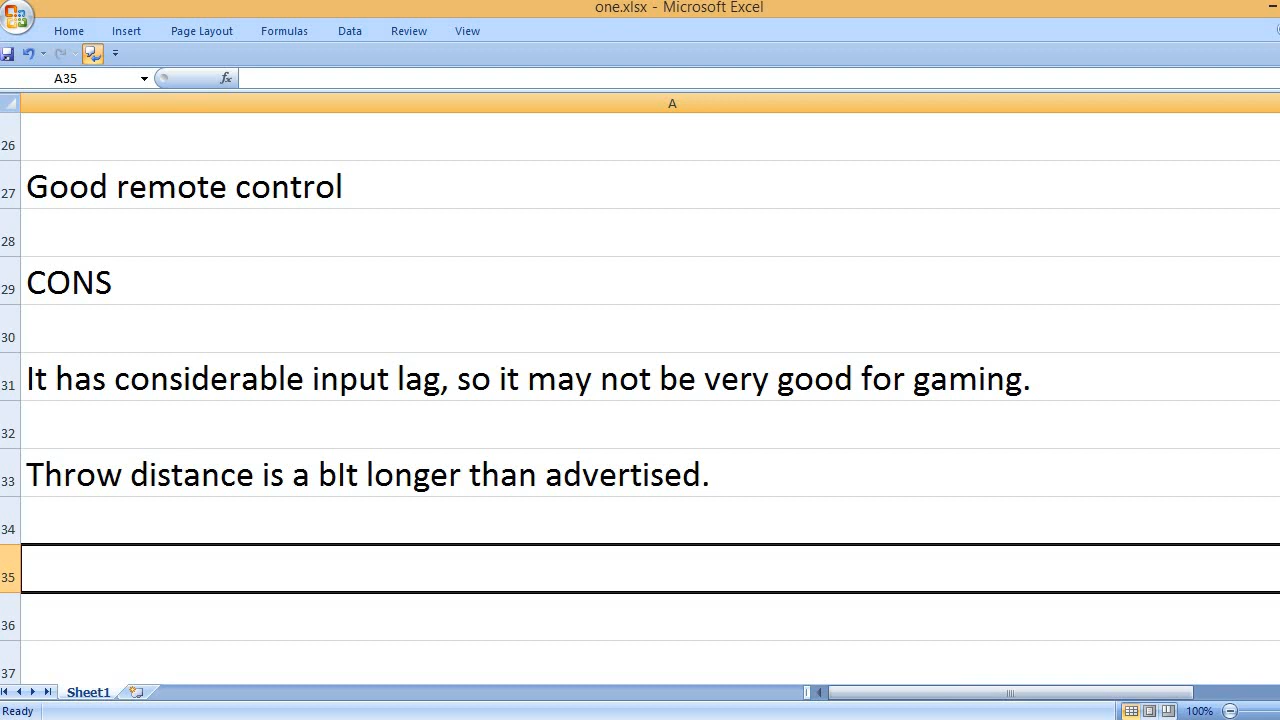 one.xlsx - Microsoft Excel
Home Insert Page Layout Formulas Data Review View
A35 fx
A
26
27 Good remote control
28
29 CONS
30
31 It has considerable input lag, so it may not be very good for gaming.
32
33 Throw distance is a bIt longer than advertised.
34
35
36
37
Sheet1
Ready 100%